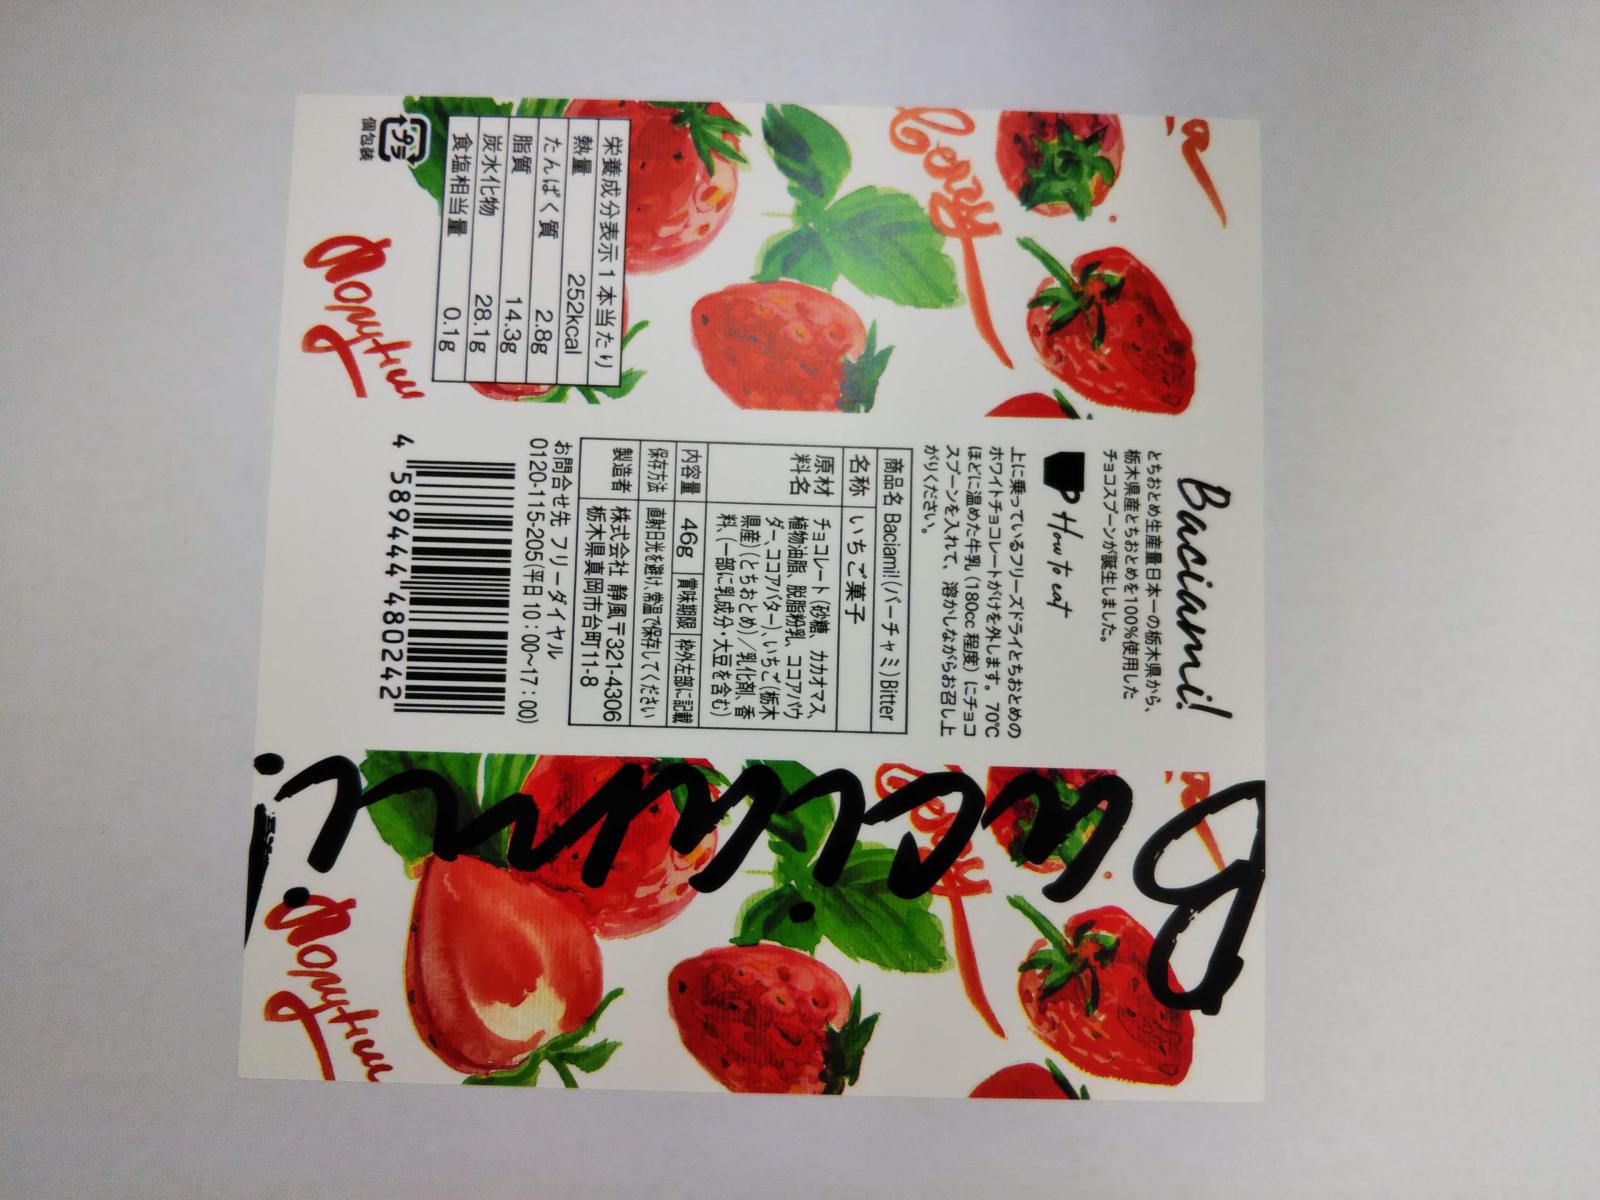 Baciami!
とちおとめ生産量日本一の栃木県から、
栃木県産とちおとめを100%使用した
チョコスプーンが誕生しました。
How to eat
上に乗っているフリーズドライとちおとめの
ホワイトチョコレートがけを外します。70℃
ほどに温めた牛乳(180cc 程度)にチョコ
スプーンを入れて、溶かしながらお召し上
がりください。
商品名 Baciami!(バーチャミ)Bitter
名称 いちご菓子
原材料名 チョコレート(砂糖、カカオマス、
植物油脂、脱脂粉乳、ココアパウ
ダー、ココアバター)、いちご(栃木
県産)(とちおとめ)/乳化剤、香
料、(一部に乳成分・大豆を含む)
内容量 46g 賞味期限 枠外左部に記載
保存方法 直射日光を避け、常温で保存してください
製造者 株式会社 静風 〒321-4306
栃木県真岡市台町11-8
お問合せ先 フリーダイヤル
0120-115-205(平日10:00〜17:00)
4 589444 480242
栄養成分表示1本当たり
熱量 252kcal
たんぱく質 2.8g
脂質 14.3g
炭水化物 28.1g
食塩相当量 0.1g
プラ
個包装
Baciami!